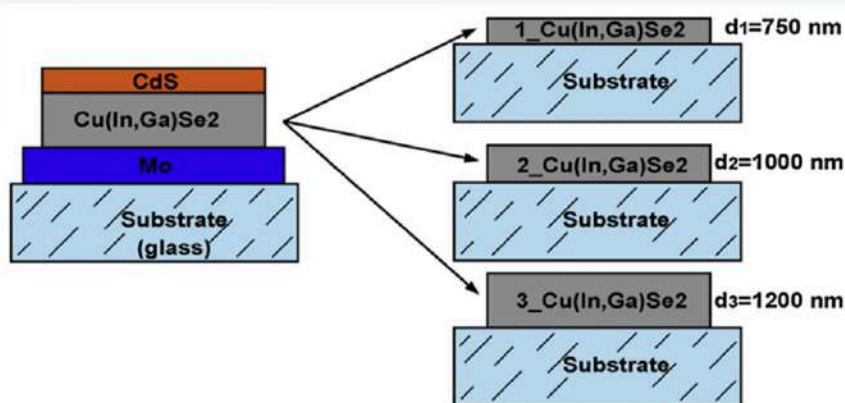 CdS
Cu(In,Ga)Se2
Mo
Substrate
(glass)
1_Cu(In,Ga)Se2 d1=750 nm
Substrate
2_Cu(In,Ga)Se2 d2=1000 nm
Substrate
3_Cu(In,Ga)Se2 d3=1200 nm
Substrate